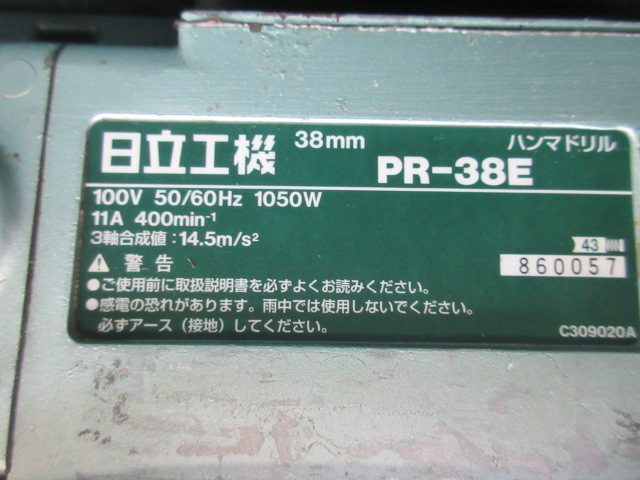 日立工機 38mm ハンマドリル
PR-38E
100V 50/60Hz 1050W
11A 400min⁻¹
3軸合成値：14.5m/s²
43
860057
⚠ 警告
●ご使用前に取扱説明書を必ずよくお読みください。
●感電の恐れがあります。雨中では使用しないでください。
必ずアース（接地）してください。
C309020A